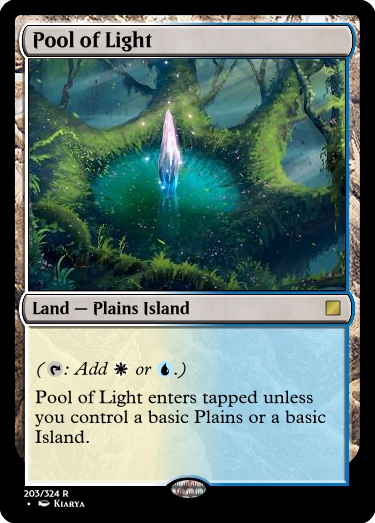 Pool of Light
Land — Plains Island
(: Add or .)
Pool of Light enters tapped unless
you control a basic Plains or a basic
Island.
203/324 R
• Kiarya